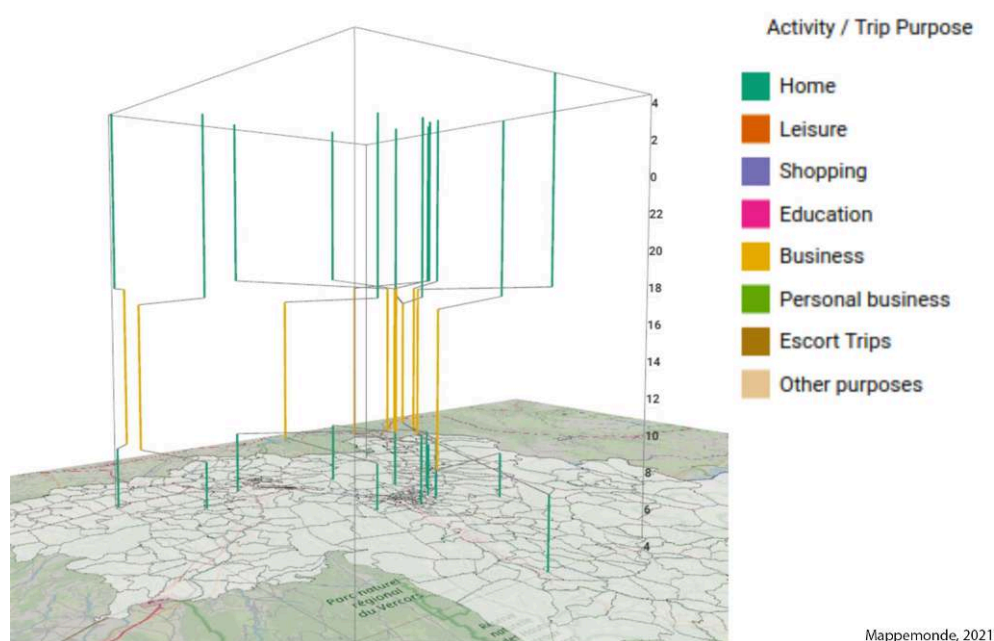 Activity / Trip Purpose
Home
Leisure
Shopping
Education
Business
Personal business
Escort Trips
Other purposes
4
2
0
22
20
18
16
14
12
10
8
6
4
Parc naturel
régional
du Vercors
Mappemonde, 2021